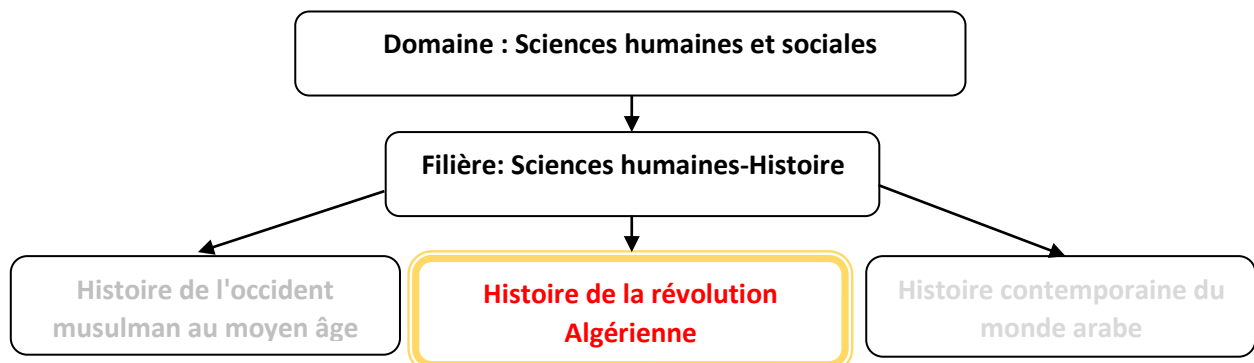 Domaine : Sciences humaines et sociales
Filière: Sciences humaines-Histoire
Histoire de l'occident
musulman au moyen âge
Histoire de la révolution
Algérienne
Histoire contemporaine du
monde arabe